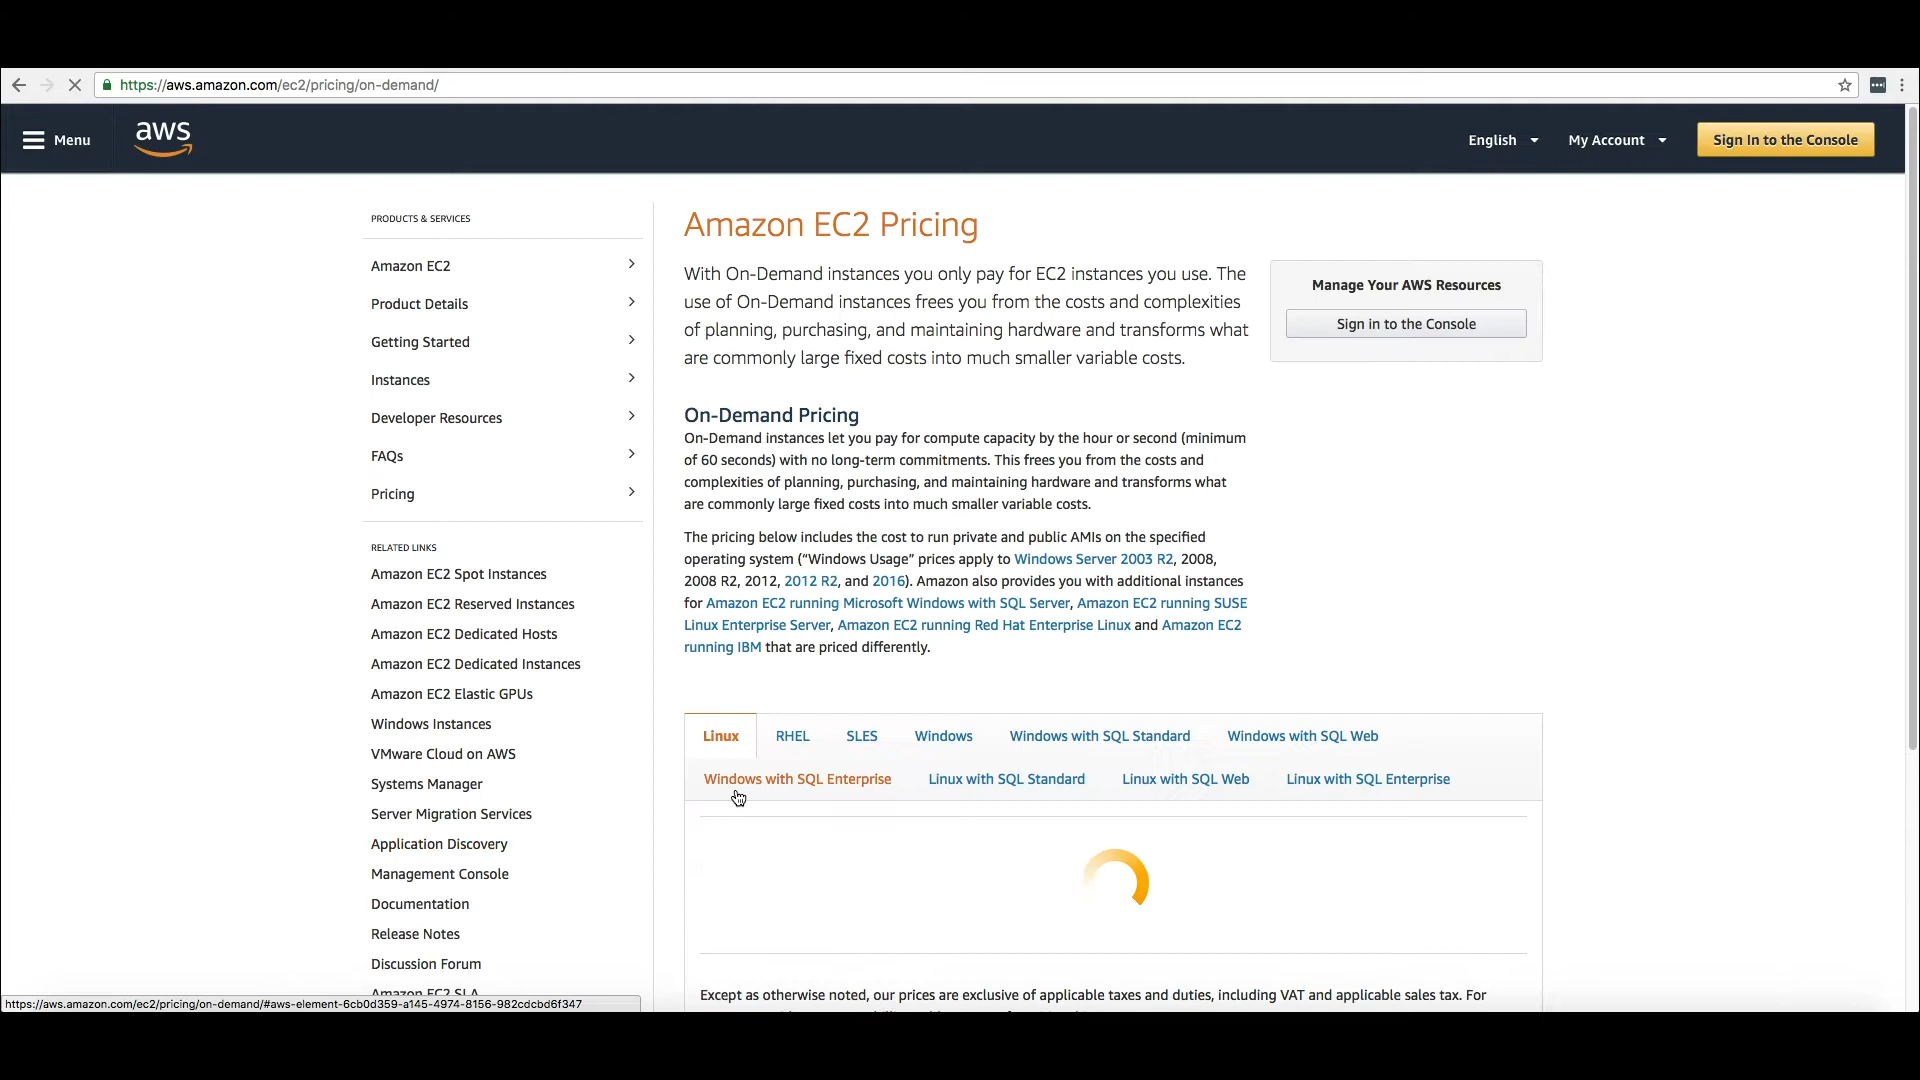 https://aws.amazon.com/ec2/pricing/on-demand/
Menu
aws
English
My Account
Sign In to the Console
PRODUCTS & SERVICES
Amazon EC2
Product Details
Getting Started
Instances
Developer Resources
FAQs
Pricing
RELATED LINKS
Amazon EC2 Spot Instances
Amazon EC2 Reserved Instances
Amazon EC2 Dedicated Hosts
Amazon EC2 Dedicated Instances
Amazon EC2 Elastic GPUs
Windows Instances
VMware Cloud on AWS
Systems Manager
Server Migration Services
Application Discovery
Management Console
Documentation
Release Notes
Discussion Forum
Amazon EC2 SLA
Amazon EC2 Pricing
With On-Demand instances you only pay for EC2 instances you use. The
use of On-Demand instances frees you from the costs and complexities
of planning, purchasing, and maintaining hardware and transforms what
are commonly large fixed costs into much smaller variable costs.
Manage Your AWS Resources
Sign in to the Console
On-Demand Pricing
On-Demand instances let you pay for compute capacity by the hour or second (minimum
of 60 seconds) with no long-term commitments. This frees you from the costs and
complexities of planning, purchasing, and maintaining hardware and transforms what
are commonly large fixed costs into much smaller variable costs.
The pricing below includes the cost to run private and public AMIs on the specified
operating system (“Windows Usage” prices apply to Windows Server 2003 R2, 2008,
2008 R2, 2012, 2012 R2, and 2016). Amazon also provides you with additional instances
for Amazon EC2 running Microsoft Windows with SQL Server, Amazon EC2 running SUSE
Linux Enterprise Server, Amazon EC2 running Red Hat Enterprise Linux and Amazon EC2
running IBM that are priced differently.
Linux RHEL SLES Windows Windows with SQL Standard Windows with SQL Web
Windows with SQL Enterprise Linux with SQL Standard Linux with SQL Web Linux with SQL Enterprise
Except as otherwise noted, our prices are exclusive of applicable taxes and duties, including VAT and applicable sales tax. For
https://aws.amazon.com/ec2/pricing/on-demand/#aws-element-6cb0d359-a145-4974-8156-982cdcbd6f347